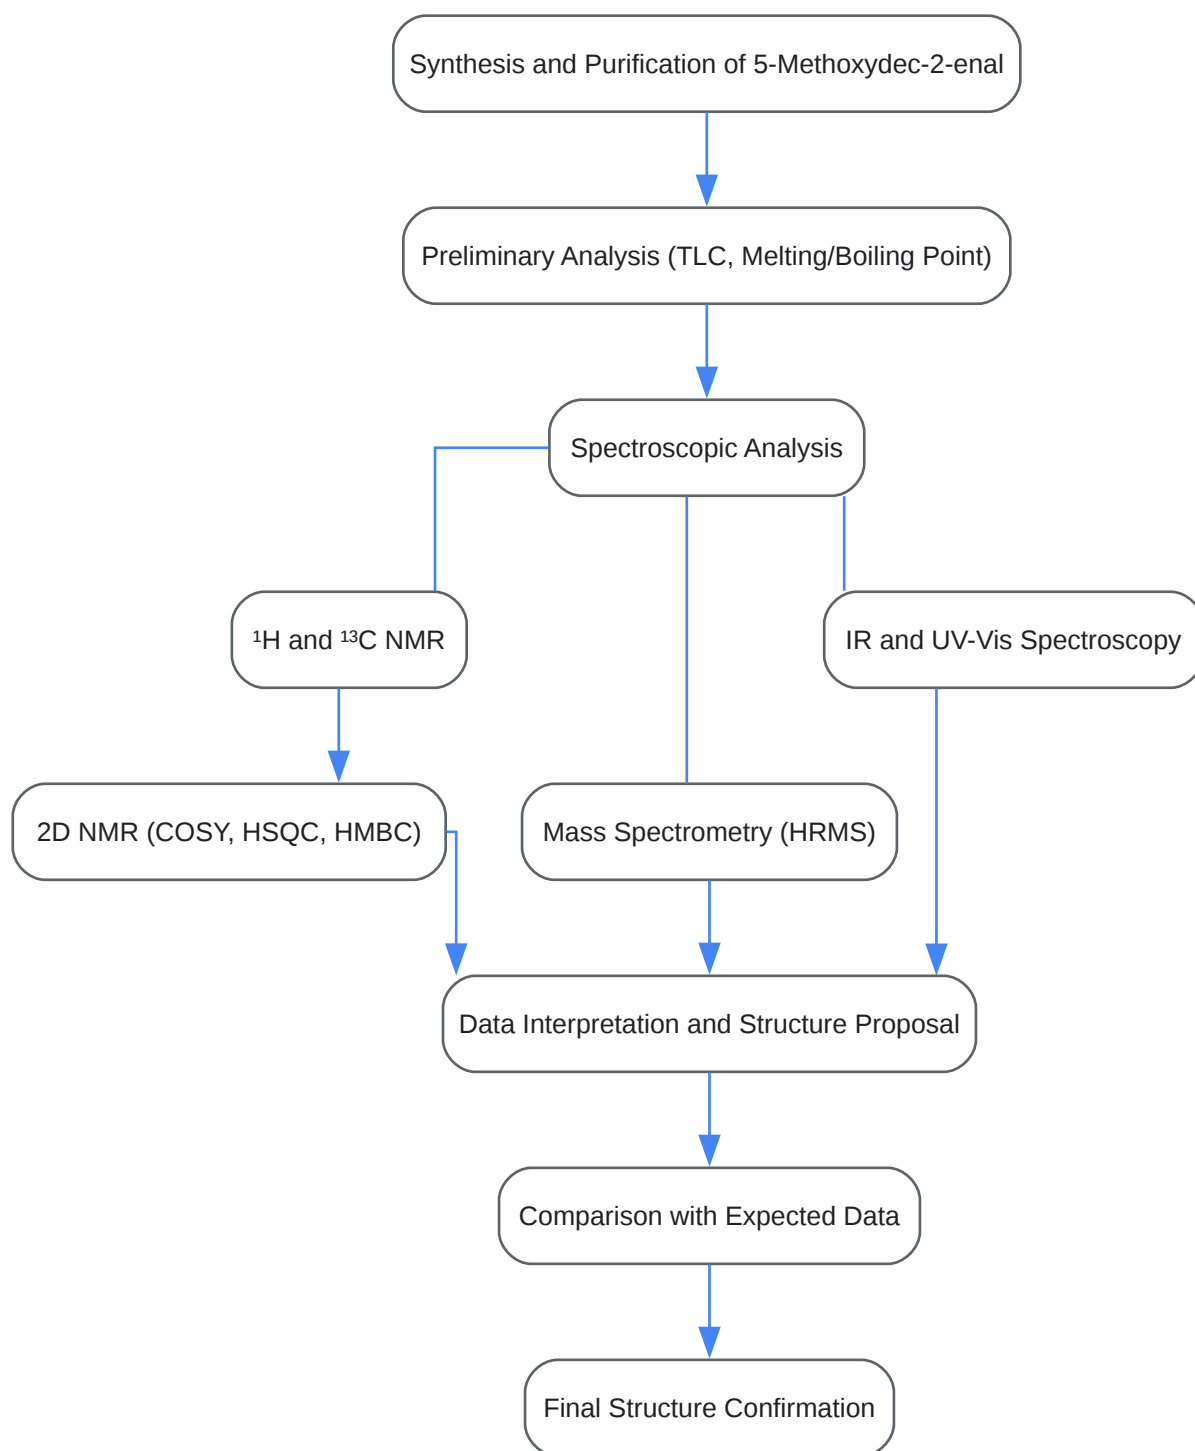 Synthesis and Purification of 5-Methoxydec-2-enal
Preliminary Analysis (TLC, Melting/Boiling Point)
Spectroscopic Analysis
¹H and ¹³C NMR
IR and UV-Vis Spectroscopy
2D NMR (COSY, HSQC, HMBC)
Mass Spectrometry (HRMS)
Data Interpretation and Structure Proposal
Comparison with Expected Data
Final Structure Confirmation